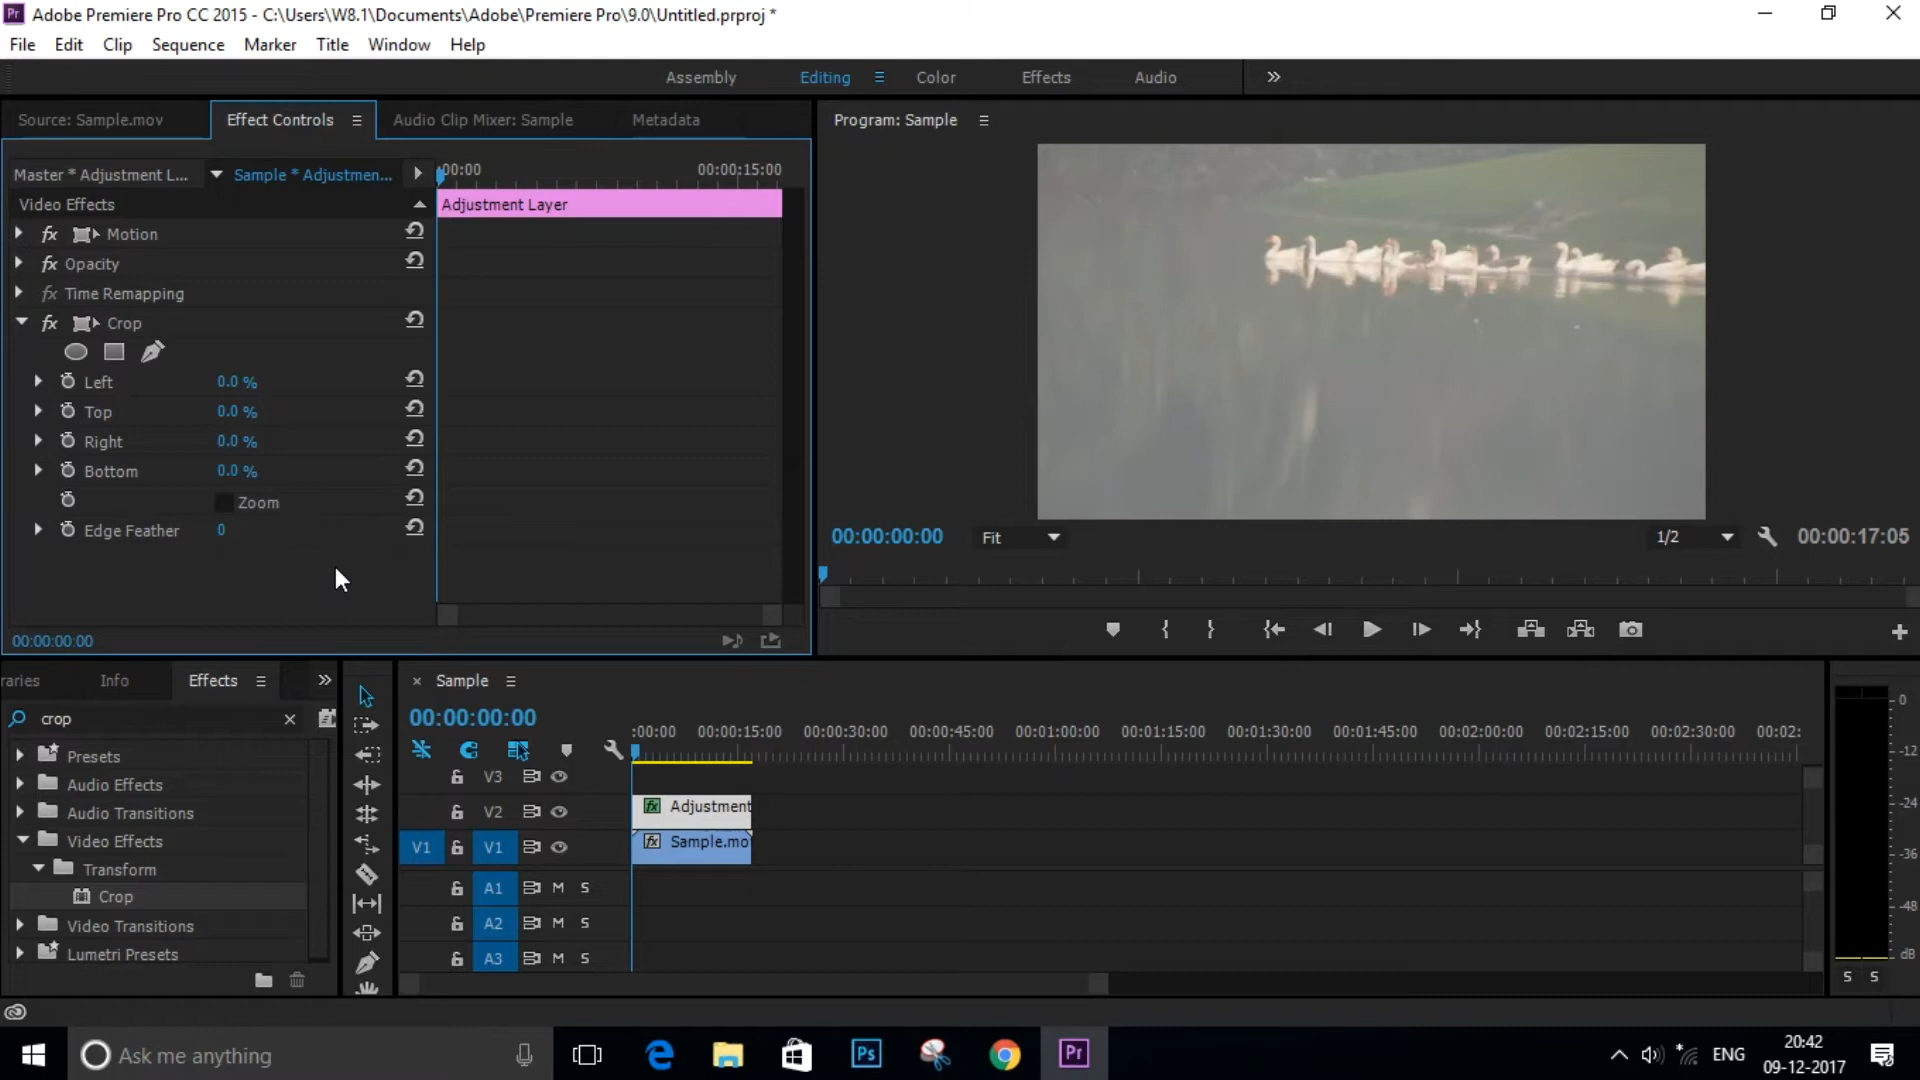 Adobe Premiere Pro CC 2015 - C:\Users\W8.1\Documents\Adobe\Premiere Pro\9.0\Untitled.prproj *
File Edit Clip Sequence Marker Title Window Help
Assembly Editing Color Effects Audio
Source: Sample.mov Effect Controls Audio Clip Mixer: Sample Metadata
Program: Sample
Master * Adjustment L... Sample * Adjustmen... :00:00 00:00:15:00
Video Effects Adjustment Layer
fx Motion
fx Opacity
fx Time Remapping
fx Crop
Left 0.0 %
Top 0.0 %
Right 0.0 %
Bottom 0.0 %
Zoom
Edge Feather 0
00:00:00:00
00:00:00:00 Fit 1/2 00:00:17:05
raries Info Effects
crop
Presets
Audio Effects
Audio Transitions
Video Effects
Transform
Crop
Video Transitions
Lumetri Presets
Sample
00:00:00:00
:00:00 00:00:15:00 00:00:30:00 00:00:45:00 00:01:00:00 00:01:15:00 00:01:30:00 00:01:45:00 00:02:00:00 00:02:15:00 00:02:30:00 00:02:
V3
V2 fx Adjustment
V1 V1 fx Sample.mo
A1 M S
A2 M S
A3 M S
0
-12
-24
-36
-48
dB
S S
Ask me anything
Ps
Pr
ENG
20:42
09-12-2017